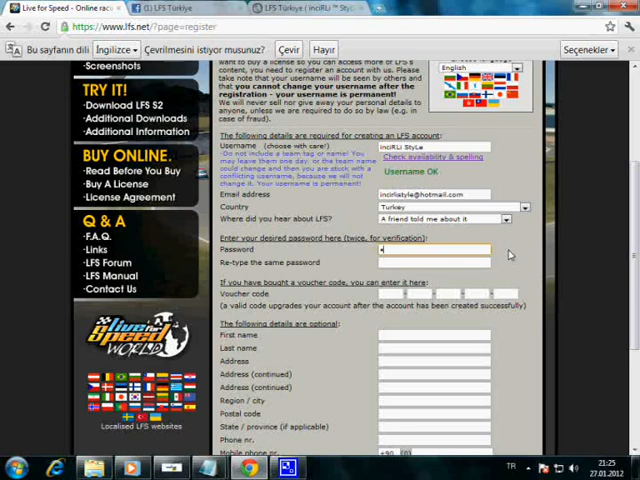 Live for Speed - Online raci
(1) LFS Türkiye
LFS Türkiye ( inciRLi ™ Style
https://www.lfs.net/?page=register
Bu sayfanın dili
İngilizce
Çevrilmesini istiyor musunuz?
Çevir
Hayır
Seçenekler
·Screenshots
TRY IT!
·Download LFS S2
·Additional Downloads
·Additional Information
BUY ONLINE.
·Read Before You Buy
·Buy A License
·License Agreement
Q & A
·F.A.Q.
·Links
·LFS Forum
·LFS Manual
·Contact Us
Live for Speed
WORLD
Localised LFS websites
want to buy a license so you can access more of LFS's
content, you need to register an account with us. Please
take note that your username will be seen by others and
that you cannot change your username after the
registration - your username is permanent!
We will never sell nor give away your personal details to
anyone, unless we are required to do so by law (e.g. in
case of fraud).
English
The following details are required for creating an LFS account:
Username (choose with care!)
inciRLi StyLe
·Do not include a team tag or name! You
may leave them one day, or the team name
could change and then you are stuck with a
conflicting username, because we will not
change it. Your username is permanent!
Check availability & spelling
Username OK
Email address
incirlistyle@hotmail.com
Country
Turkey
Where did you hear about LFS?
A friend told me about it
Enter your desired password here (twice, for verification):
Password
Re-type the same password
If you have bought a voucher code, you can enter it here:
Voucher code
(a valid code upgrades your account after the account has been created successfully)
The following details are optional:
First name
Last name
Address
Address (continued)
Address (continued)
Region / city
Postal code
State / province (if applicable)
Phone nr.
Mobile phone nr.
+90 (0)
TR
21:25
27.01.2012